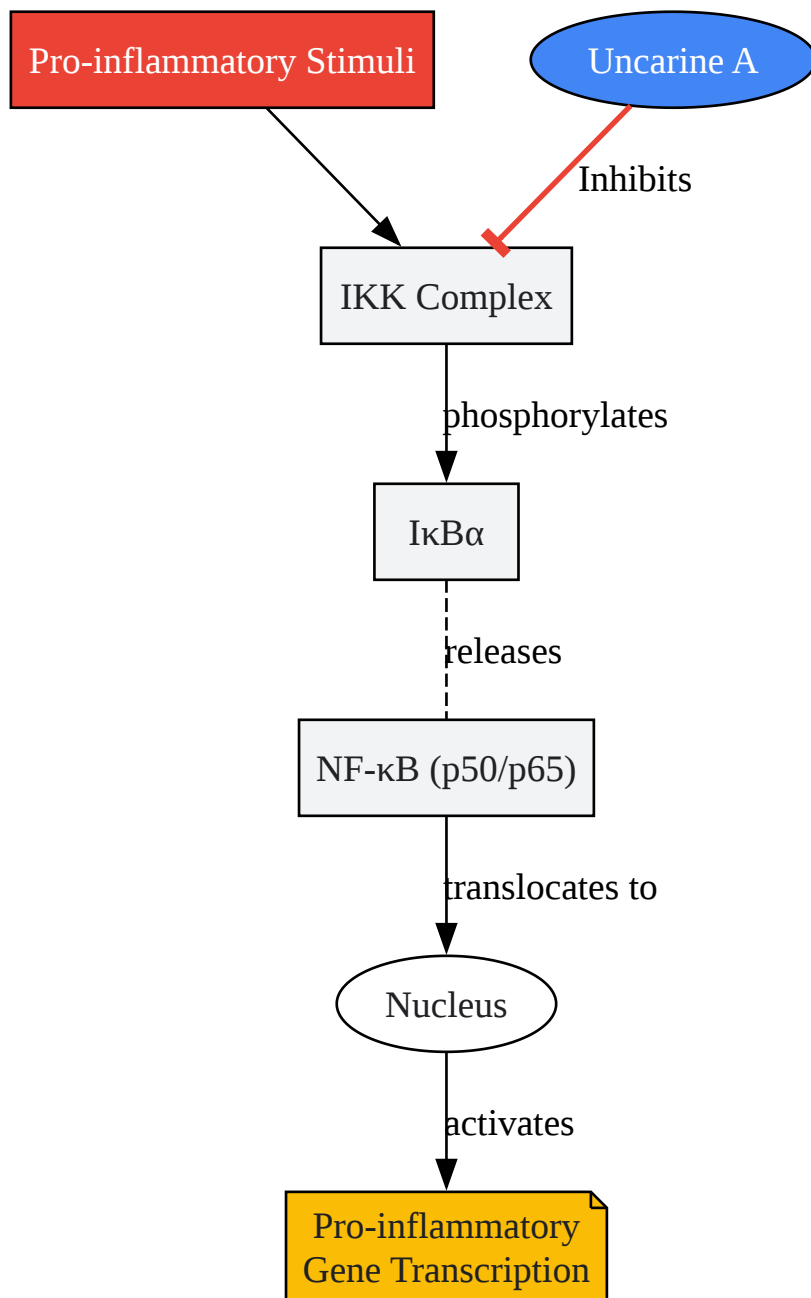 Pro-inflammatory Stimuli
Uncarine A
Inhibits
IKK Complex
phosphorylates
IκBα
releases
NF-κB (p50/p65)
translocates to
Nucleus
activates
Pro-inflammatory
Gene Transcription